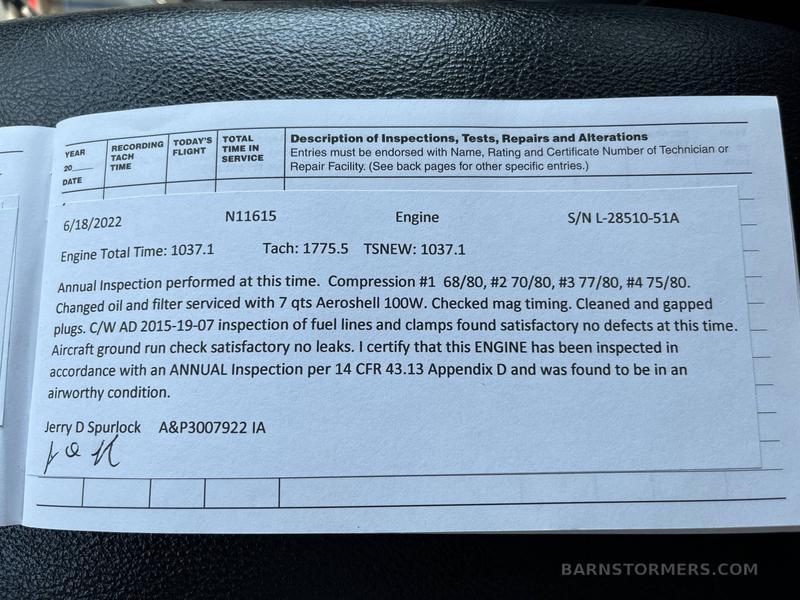 YEAR
20
DATE
RECORDING
TACH
TIME
TODAY'S
FLIGHT
TOTAL
TIME IN
SERVICE
Description of Inspections, Tests, Repairs and Alterations
Entries must be endorsed with Name, Rating and Certificate Number of Technician or
Repair Facility. (See back pages for other specific entries.)
6/18/2022 N11615 Engine S/N L-28510-51A
Engine Total Time: 1037.1 Tach: 1775.5 TSNEW: 1037.1
Annual Inspection performed at this time. Compression #1 68/80, #2 70/80, #3 77/80, #4 75/80.
Changed oil and filter serviced with 7 qts Aeroshell 100W. Checked mag timing. Cleaned and gapped
plugs. C/W AD 2015-19-07 inspection of fuel lines and clamps found satisfactory no defects at this time.
Aircraft ground run check satisfactory no leaks. I certify that this ENGINE has been inspected in
accordance with an ANNUAL Inspection per 14 CFR 43.13 Appendix D and was found to be in an
airworthy condition.
Jerry D Spurlock A&P3007922 IA
BARNSTORMERS.COM